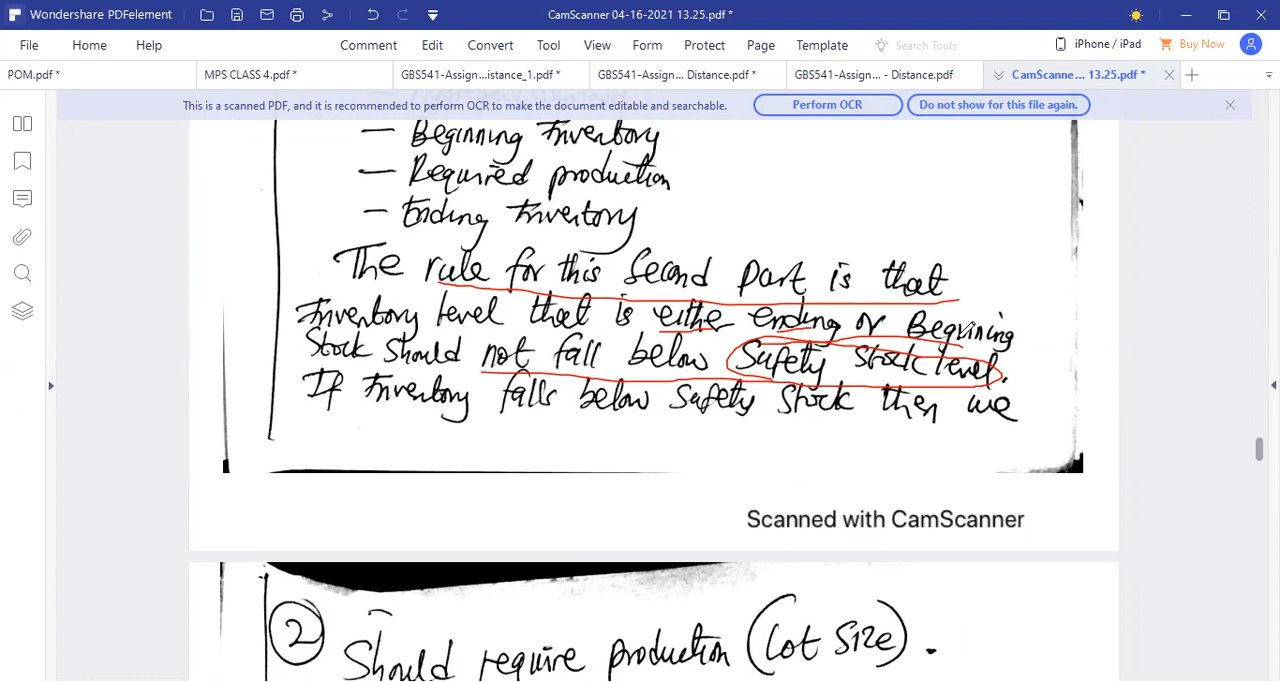 Wondershare PDFelement
CamScanner 04-16-2021 13.25.pdf *
File Home Help Comment Edit Convert Tool View Form Protect Page Template Search Tools iPhone / iPad Buy Now
POM.pdf * MPS CLASS 4.pdf * GBS541-Assign...istance_1.pdf * GBS541-Assign... Distance.pdf * GBS541-Assign... - Distance.pdf CamScanne... 13.25.pdf *
This is a scanned PDF, and it is recommended to perform OCR to make the document editable and searchable. Perform OCR Do not show for this file again.
— Beginning Inventory
— Required production
— Ending Inventory
The rule for this Second Part is that
Inventory level that is either ending or Beginning
Stock Should not fall below Safety Stock level.
If Inventory falls below Safety Stock then we
Scanned with CamScanner
2 Should require production (Lot Size).